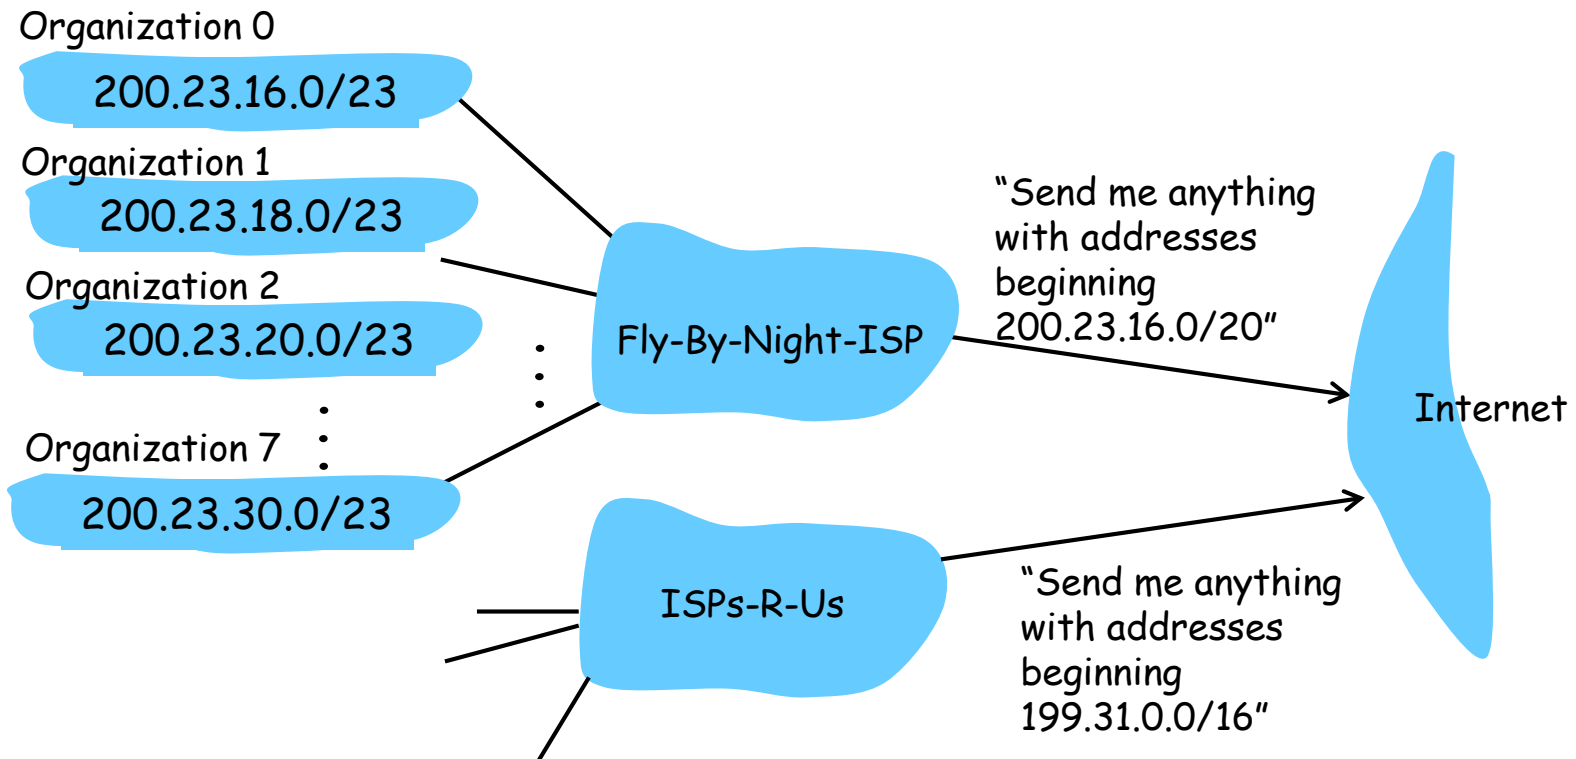 Organization 0
200.23.16.0/23
Organization 1
200.23.18.0/23
Organization 2
200.23.20.0/23
Organization 7
200.23.30.0/23
Fly-By-Night-ISP
ISPs-R-Us
“Send me anything
with addresses
beginning
200.23.16.0/20”
“Send me anything
with addresses
beginning
199.31.0.0/16”
Internet